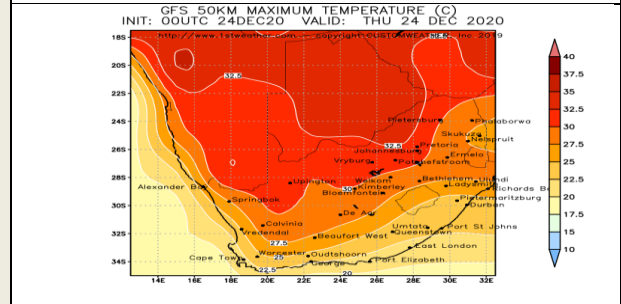 GFS 50KM MAXIMUM TEMPERATURE (C)
INIT: 00UTC 24DEC20 VALID: THU 24 DEC 2020
http://www.1stweather.com copyright CUSTOMWEATHER, Inc. 2019
18S
20S
22S
24S
26S
28S
30S
32S
34S
14E 16E 18E 20E 22E 24E 26E 28E 30E 32E
32.5
32.5
30
27.5
25
22.5
20
Pietersburg
Phalaborwa
Skukuza
Nelspruit
Pretoria
Johannesburg
Ermelo
Vryburg
Potchefstroom
Welkom
Bethlehem
Ulundi
Ladysmith
Richards B
Alexander Bay
Upington
Kimberley
Bloemfontein
Springbok
Pietermaritzburg
Durban
De Aar
Calvinia
Vredendal
Umtata
Port St Johns
Queenstown
Beaufort West
East London
Worcester
Oudtshoorn
Cape Town
George
Port Elizabeth
40
37.5
35
32.5
30
27.5
25
22.5
20
17.5
15
10